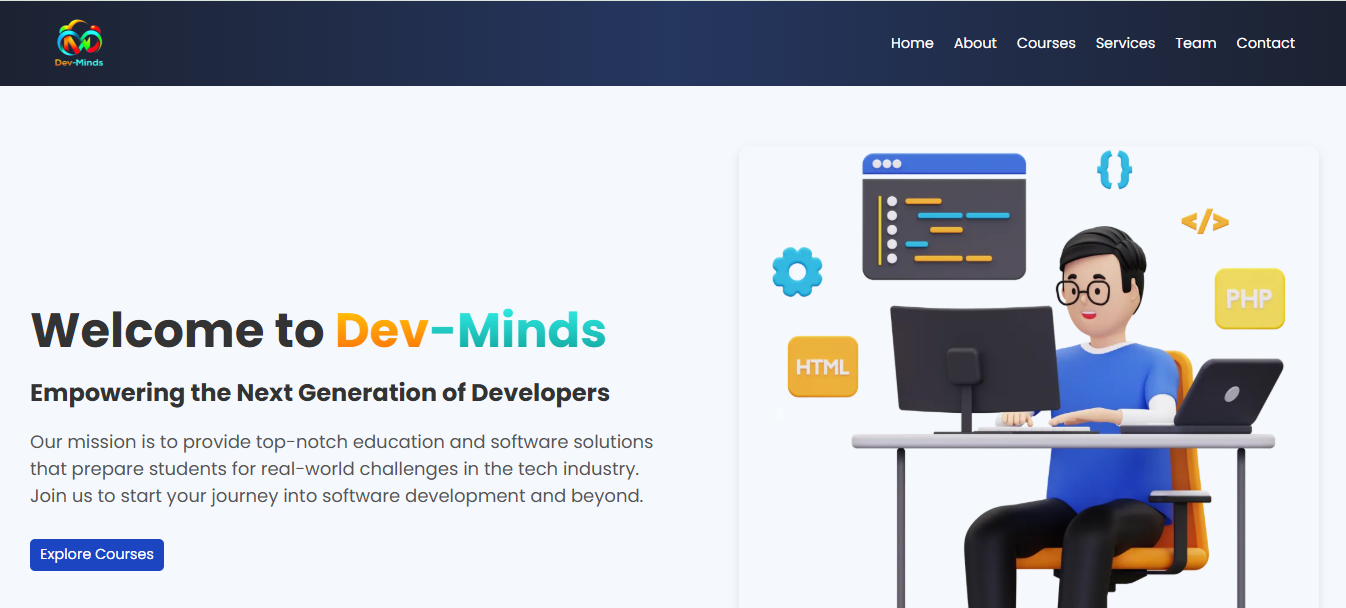 Dev-Minds
Home About Courses Services Team Contact
Welcome to Dev-Minds
Empowering the Next Generation of Developers
Our mission is to provide top-notch education and software solutions
that prepare students for real-world challenges in the tech industry.
Join us to start your journey into software development and beyond.
Explore Courses
{}
</>
PHP
HTML